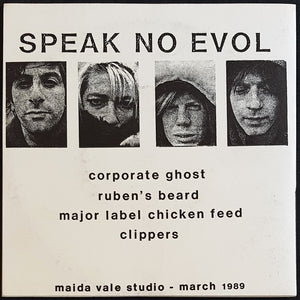 SPEAK NO EVOL
corporate ghost
ruben's beard
major label chicken feed
clippers
maida vale studio - march 1989